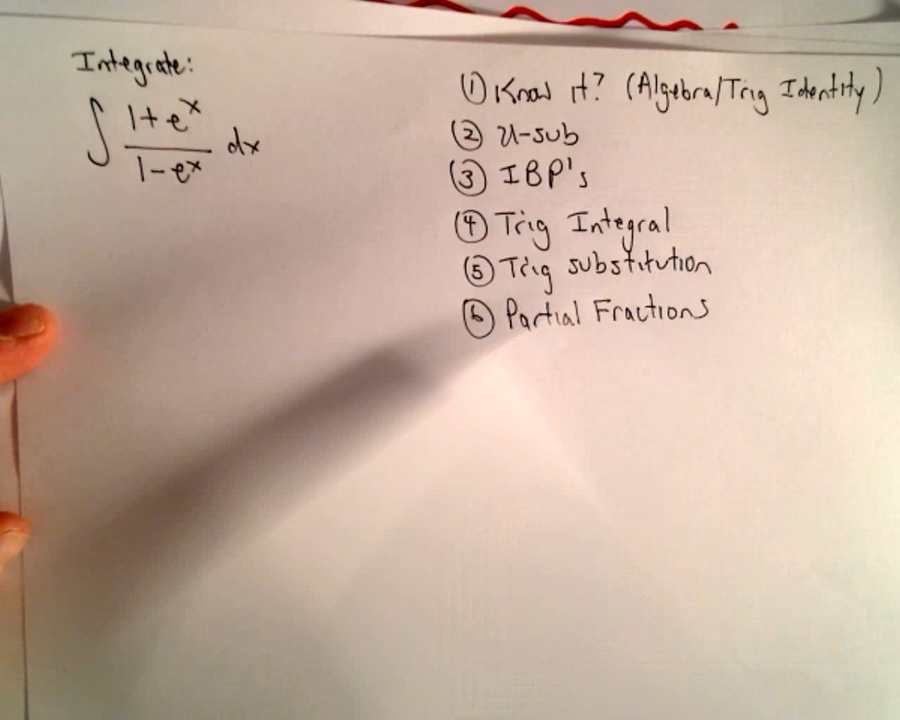 Integrate:
∫ (1+e^x)/(1-e^x) dx
① Know it? (Algebra/Trig Identity)
② U-sub
③ IBP's
④ Trig Integral
⑤ Trig substitution
⑥ Partial Fractions